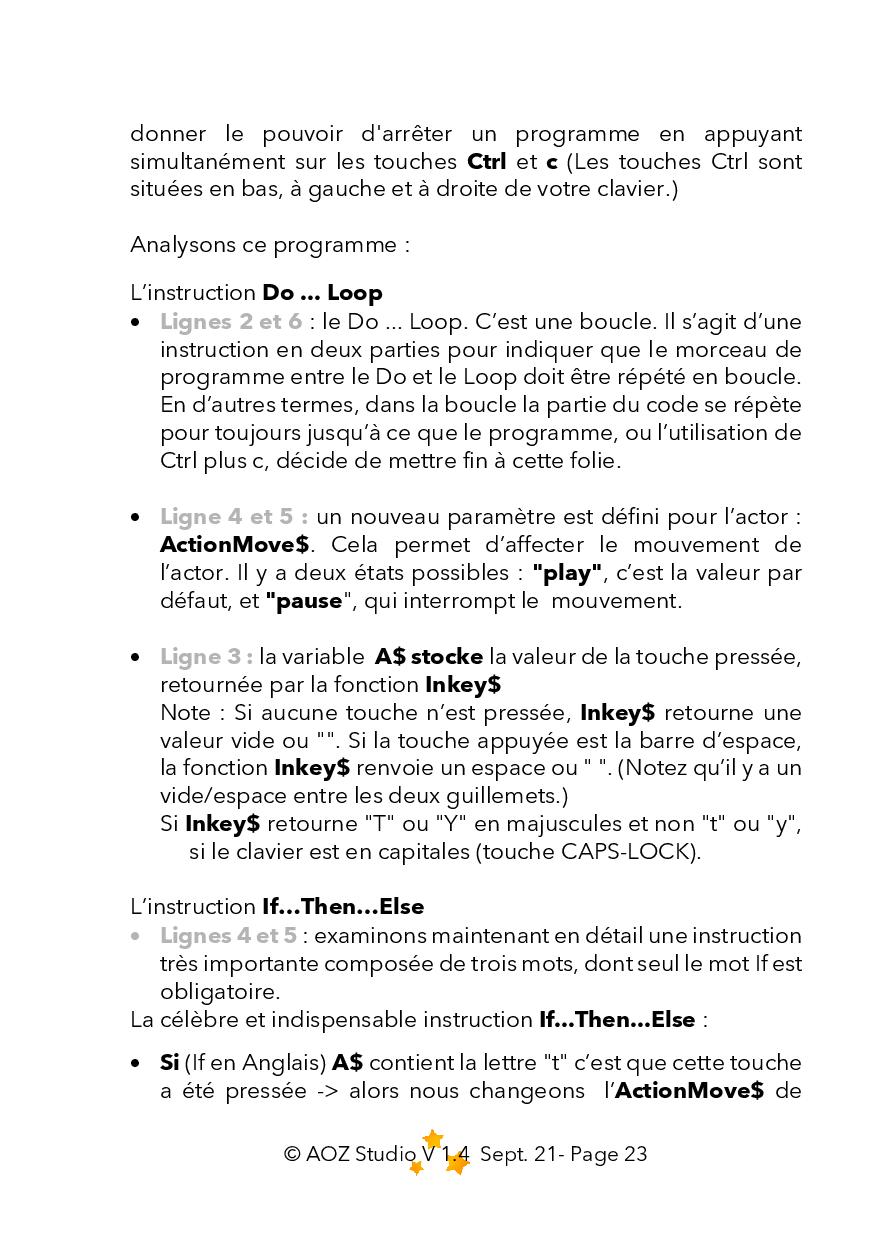 donner le pouvoir d'arrêter un programme en appuyant
simultanément sur les touches Ctrl et c (Les touches Ctrl sont
situées en bas, à gauche et à droite de votre clavier.)
Analysons ce programme :
L’instruction Do ... Loop
• Lignes 2 et 6 : le Do ... Loop. C’est une boucle. Il s’agit d’une
instruction en deux parties pour indiquer que le morceau de
programme entre le Do et le Loop doit être répété en boucle.
En d’autres termes, dans la boucle la partie du code se répète
pour toujours jusqu’à ce que le programme, ou l’utilisation de
Ctrl plus c, décide de mettre fin à cette folie.
• Ligne 4 et 5 : un nouveau paramètre est défini pour l’actor :
ActionMove$. Cela permet d’affecter le mouvement de
l’actor. Il y a deux états possibles : "play", c’est la valeur par
défaut, et "pause", qui interrompt le mouvement.
• Ligne 3 : la variable A$ stocke la valeur de la touche pressée,
retournée par la fonction Inkey$
Note : Si aucune touche n’est pressée, Inkey$ retourne une
valeur vide ou "". Si la touche appuyée est la barre d’espace,
la fonction Inkey$ renvoie un espace ou " ". (Notez qu’il y a un
vide/espace entre les deux guillemets.)
Si Inkey$ retourne "T" ou "Y" en majuscules et non "t" ou "y",
si le clavier est en capitales (touche CAPS-LOCK).
L’instruction If...Then...Else
• Lignes 4 et 5 : examinons maintenant en détail une instruction
très importante composée de trois mots, dont seul le mot If est
obligatoire.
La célèbre et indispensable instruction If...Then...Else :
• Si (If en Anglais) A$ contient la lettre "t" c’est que cette touche
a été pressée -> alors nous changeons l’ActionMove$ de
© AOZ Studio V 1.4 Sept. 21- Page 23